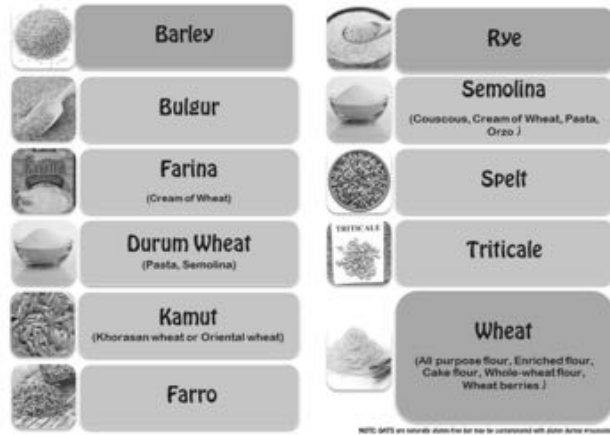 Barley
Bulgur
Farina
(Cream of Wheat)
Durum Wheat
(Pasta, Semolina)
Kamut
(Khorasan wheat or Oriental wheat)
Farro
Rye
Semolina
(Couscous, Cream of Wheat, Pasta,
Orzo )
Spelt
TRITICALE
Triticale
Wheat
(All purpose flour, Enriched flour,
Cake flour, Whole-wheat flour,
Wheat berries )
NOTE: OATS are naturally gluten-free but may be contaminated with gluten during